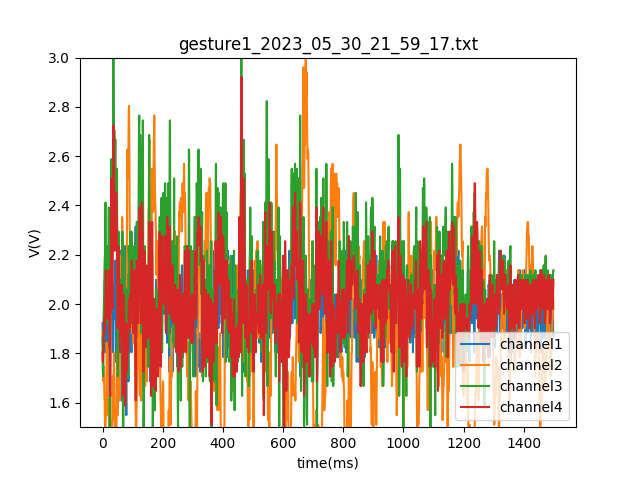 gesture1_2023_05_30_21_59_17.txt
3.0
2.8
2.6
2.4
2.2
2.0
1.8
1.6
V(V)
0 200 400 600 800 1000 1200 1400
time(ms)
channel1
channel2
channel3
channel4